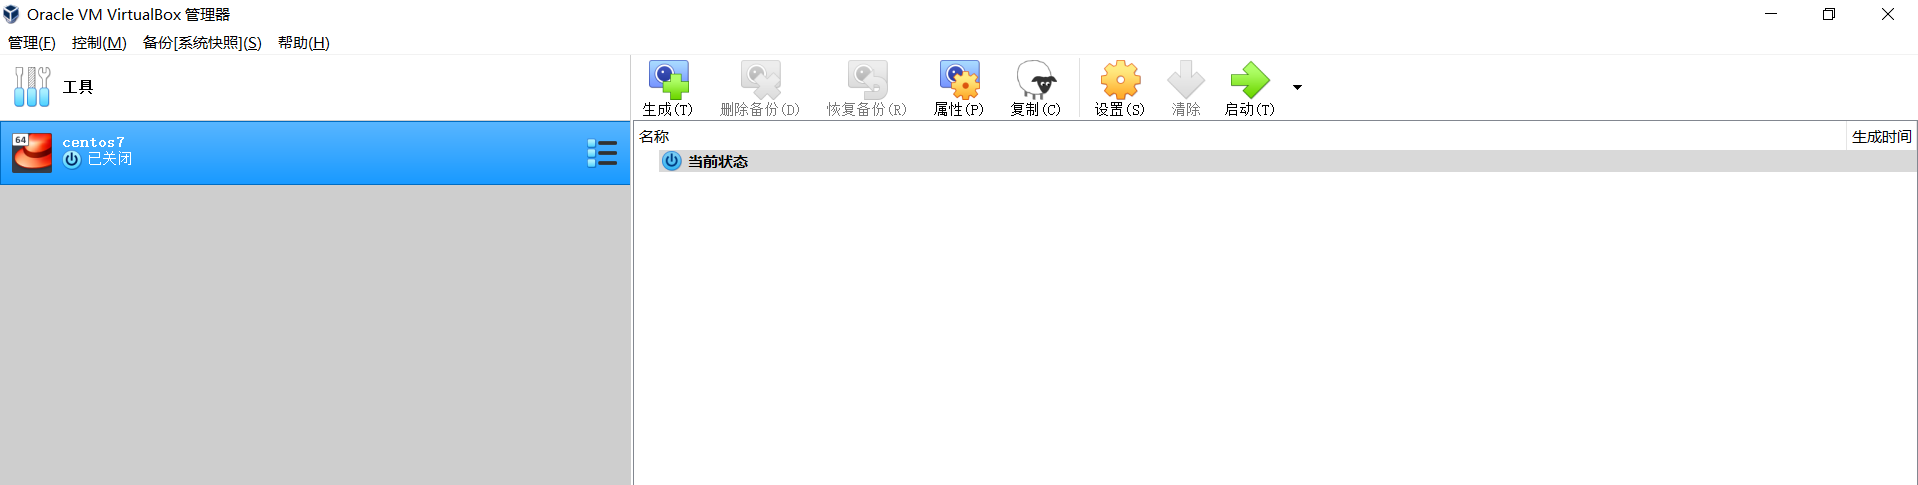 Oracle VM VirtualBox 管理器
管理(F) 控制(M) 备份[系统快照](S) 帮助(H)
工具
生成(T) 删除备份(D) 恢复备份(R) 属性(P) 复制(C) 设置(S) 清除 启动(T)
名称 生成时间
64 centos7
已关闭
当前状态